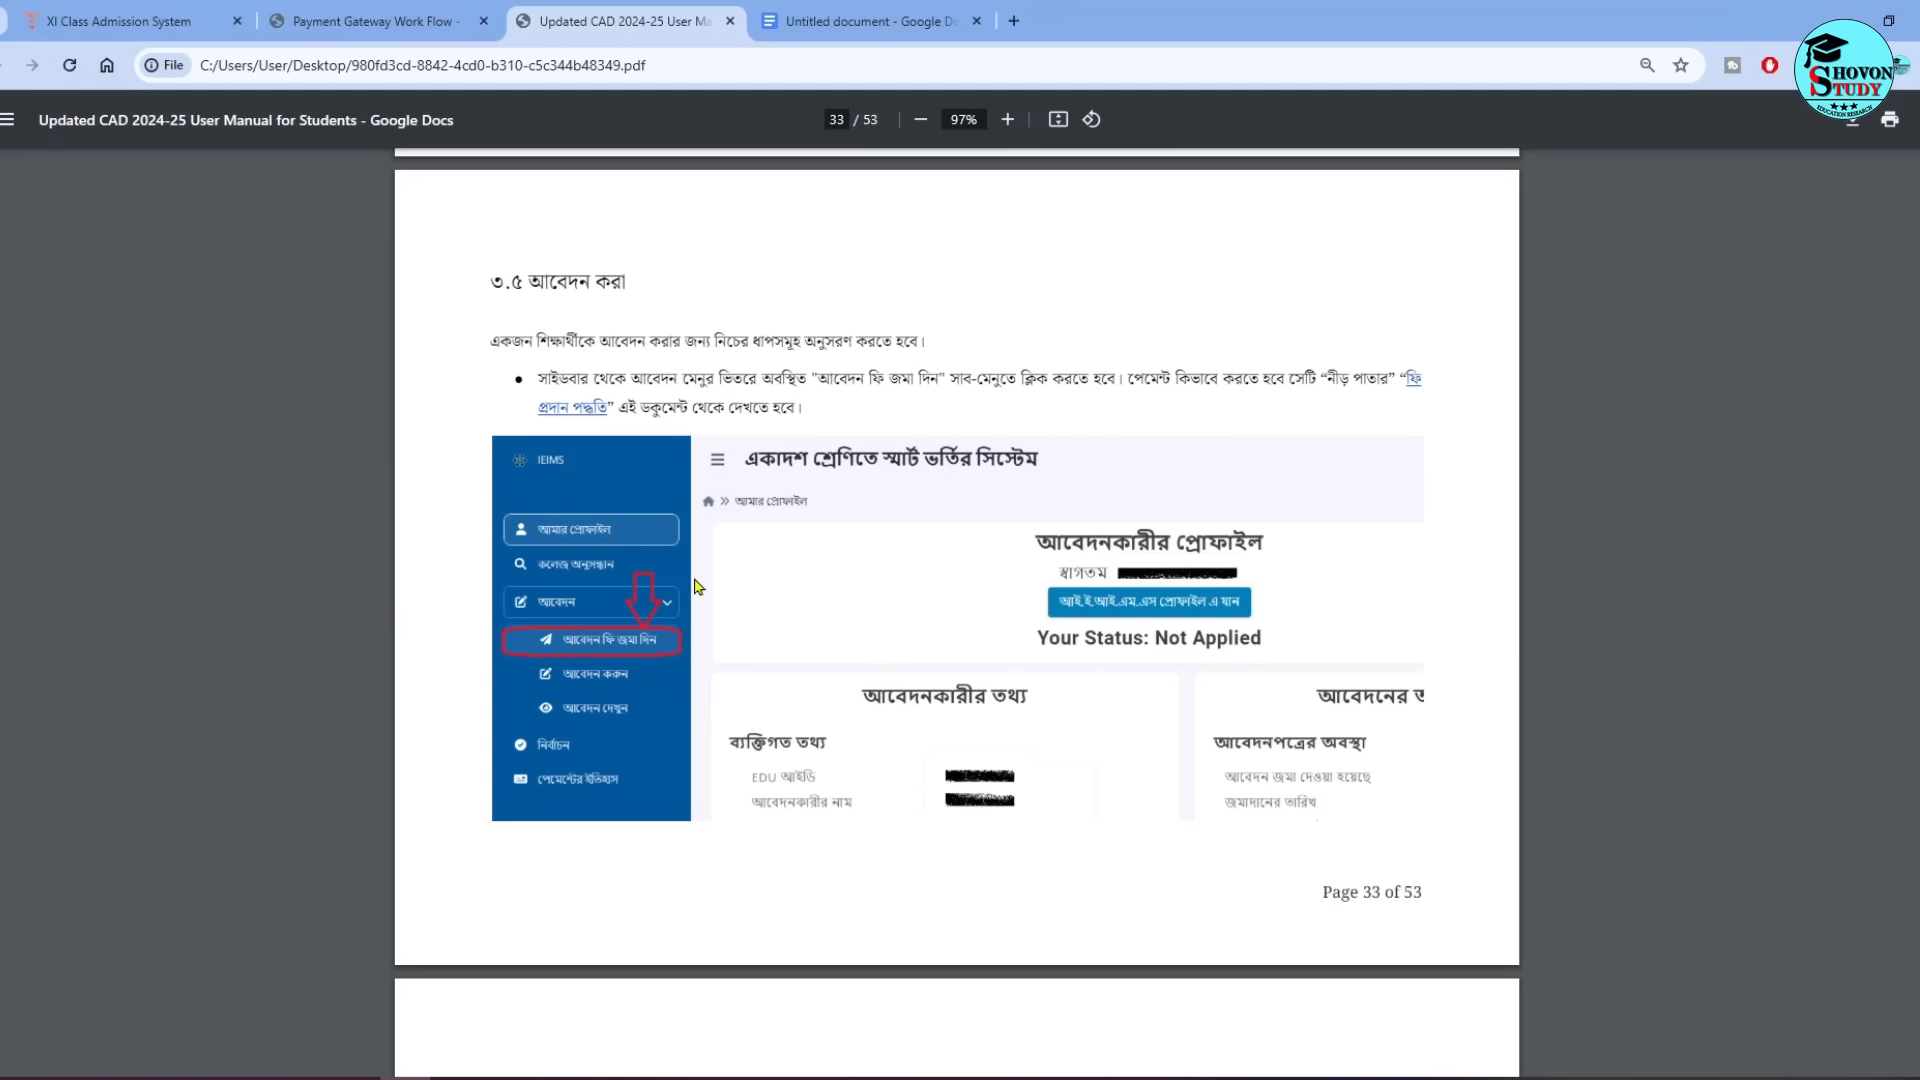 XI Class Admission System
Payment Gateway Work Flow -
Updated CAD 2024-25 User Ma
Untitled document - Google Do
File
C:/Users/User/Desktop/980fd3cd-8842-4cd0-b310-c5c344b48349.pdf
SHOVON
STUDY
EDUCATION RESEARCH
Updated CAD 2024-25 User Manual for Students - Google Docs
33 / 53
97%
৩.৫ আবেদন করা
একজন শিক্ষার্থীকে আবেদন করার জন্য নিচের ধাপসমূহ অনুসরণ করতে হবে।
● সাইডবার থেকে আবেদন মেনুর ভিতরে অবস্থিত "আবেদন ফি জমা দিন" সাব-মেনুতে ক্লিক করতে হবে। পেমেন্ট কিভাবে করতে হবে সেটি “নীড় পাতার” “ফি
প্রদান পদ্ধতি” এই ডকুমেন্ট থেকে দেখতে হবে।
IEIMS
একাদশ শ্রেণিতে স্মার্ট ভর্তির সিস্টেম
আমার প্রোফাইল
আমার প্রোফাইল
কলেজ অনুসন্ধান
আবেদন
আবেদন ফি জমা দিন
আবেদন করুন
আবেদন দেখুন
নির্বাচন
পেমেন্টের ইতিহাস
আবেদনকারীর প্রোফাইল
স্বাগতম
আই.ই.আই.এম.এস প্রোফাইল এ যান
Your Status: Not Applied
আবেদনকারীর তথ্য
ব্যক্তিগত তথ্য
EDU আইডি
আবেদনকারীর নাম
আবেদনের ত
আবেদনপত্রের অবস্থা
আবেদন জমা দেওয়া হয়েছে
জমাদানের তারিখ
Page 33 of 53